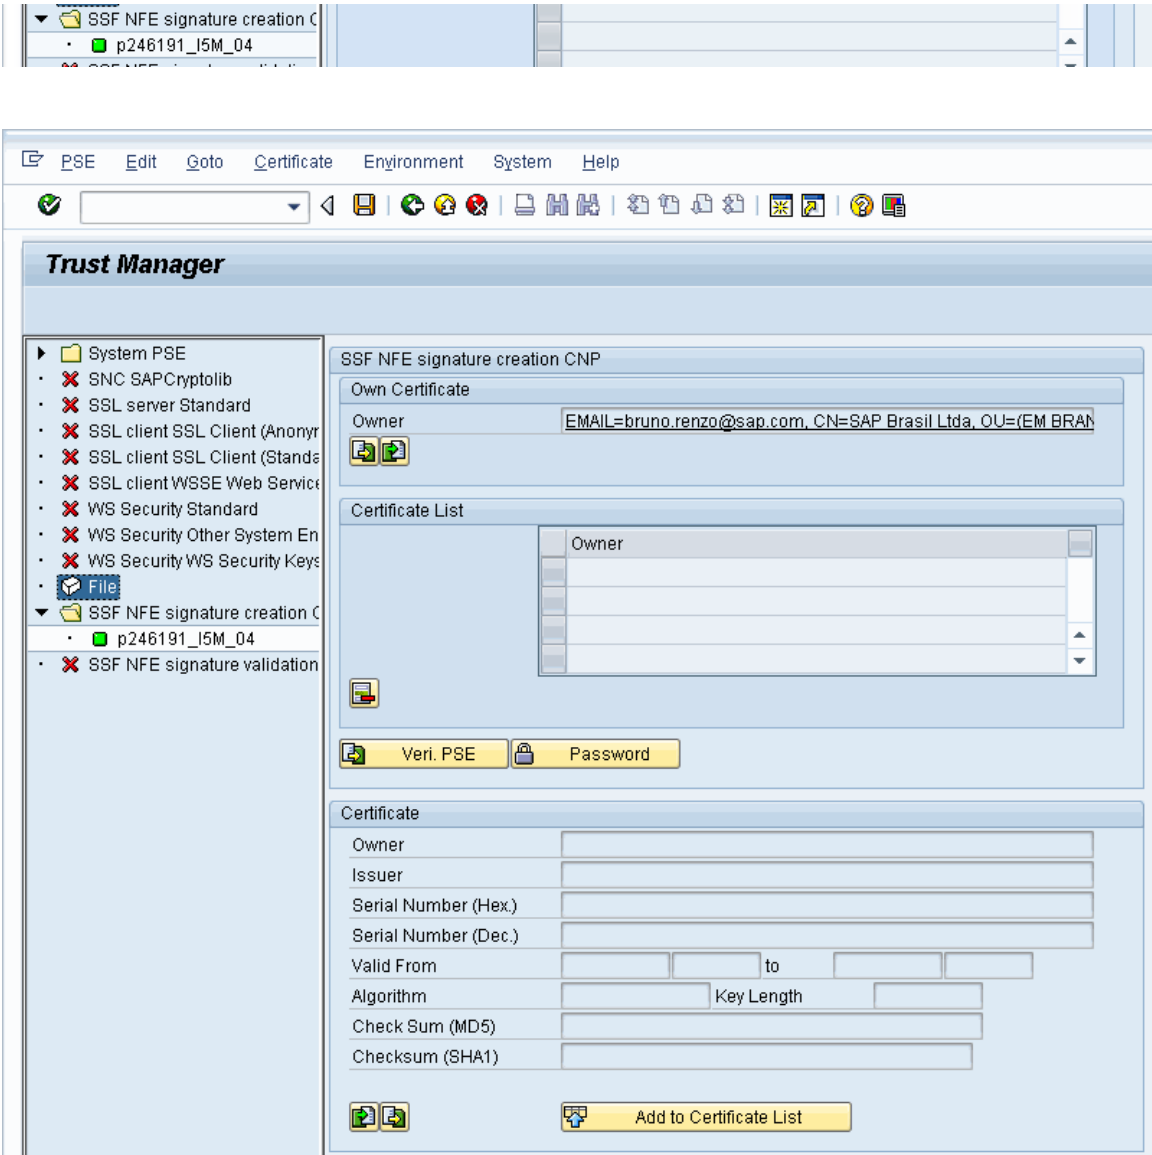 SSF NFE signature creation C
p246191_I5M_04
PSE Edit Goto Certificate Environment System Help
Trust Manager
System PSE
SNC SAPCryptolib
SSL server Standard
SSL client SSL Client (Anonyr
SSL client SSL Client (Standa
SSL client WSSE Web Service
WS Security Standard
WS Security Other System En
WS Security WS Security Keys
File
SSF NFE signature creation C
p246191_I5M_04
SSF NFE signature validation
SSF NFE signature creation CNP
Own Certificate
Owner EMAIL=bruno.renzo@sap.com, CN=SAP Brasil Ltda, OU=(EM BRAN
Certificate List
Owner
Veri. PSE Password
Certificate
Owner
Issuer
Serial Number (Hex.)
Serial Number (Dec.)
Valid From to
Algorithm Key Length
Check Sum (MD5)
Checksum (SHA1)
Add to Certificate List